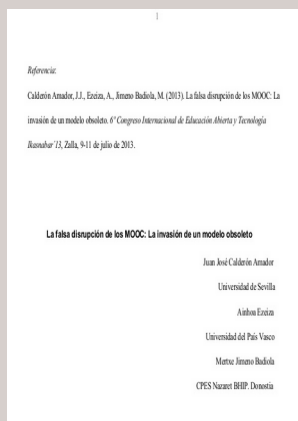 Referencia:
Calderón Amador, J.J., Ezeiza, A., Jimeno Badiola, M. (2013). La falsa disrupción de los MOOC: La
invasión de un modelo obsoleto. 6º Congreso Internacional de Educación Abierta y Tecnología
Ikasnabar´13, Zalla, 9-11 de julio de 2013.
La falsa disrupción de los MOOC: La invasión de un modelo obsoleto
Juan José Calderón Amador
Universidad de Sevilla
Ainhoa Ezeiza
Universidad del País Vasco
Mertxe Jimeno Badiola
CPES Nazaret BHIP. Donostia